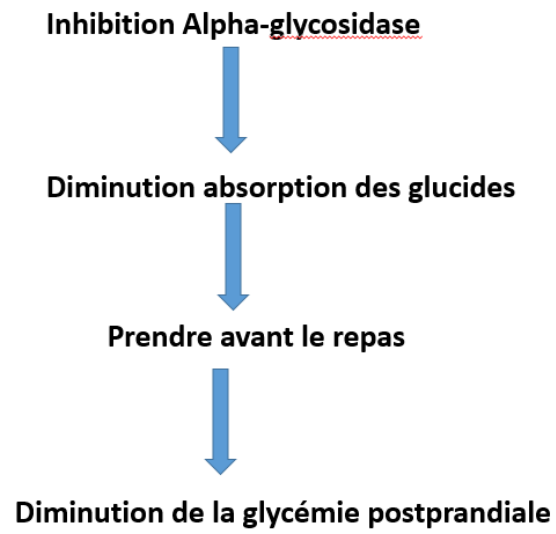 Inhibition Alpha-glycosidase
Diminution absorption des glucides
Prendre avant le repas
Diminution de la glycémie postprandiale